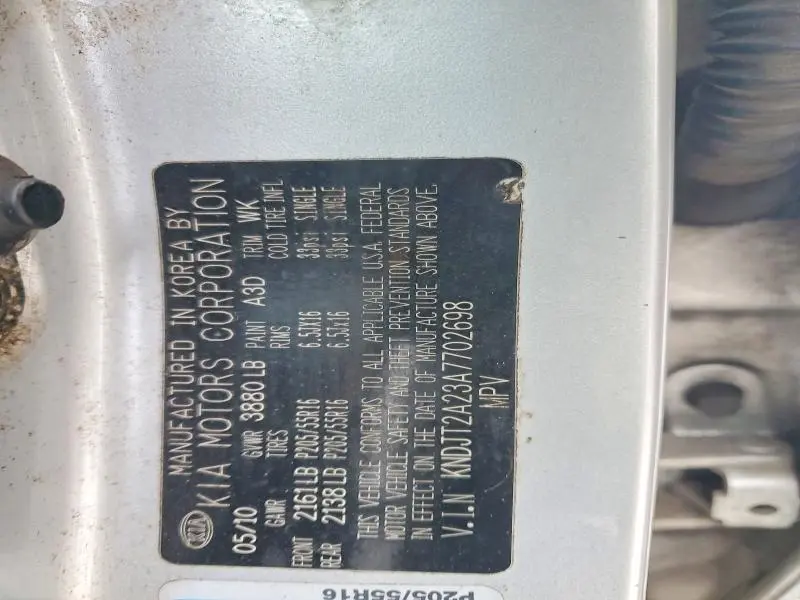 KIA
MANUFACTURED IN KOREA BY
KIA MOTORS CORPORATION
05/10 GVWR 3880 LB PAINT A3D TRIM WK
GAWR TIRES RIMS COLD TIRE INFL
FRONT 2161LB P205/55R16 6.5JX16 33psi SINGLE
REAR 2138LB P205/55R16 6.5Jx16 33psi SINGLE
THIS VEHICLE CONFORMS TO ALL APPLICABLE U.S.A FEDERAL
MOTOR VEHICLE SAFETY AND THEFT PREVENTION STANDARDS
IN EFFECT ON THE DATE OF MANUFACTURE SHOWN ABOVE.
V.I.N KNDJT2A23A7702698
MPV
P205/55R16